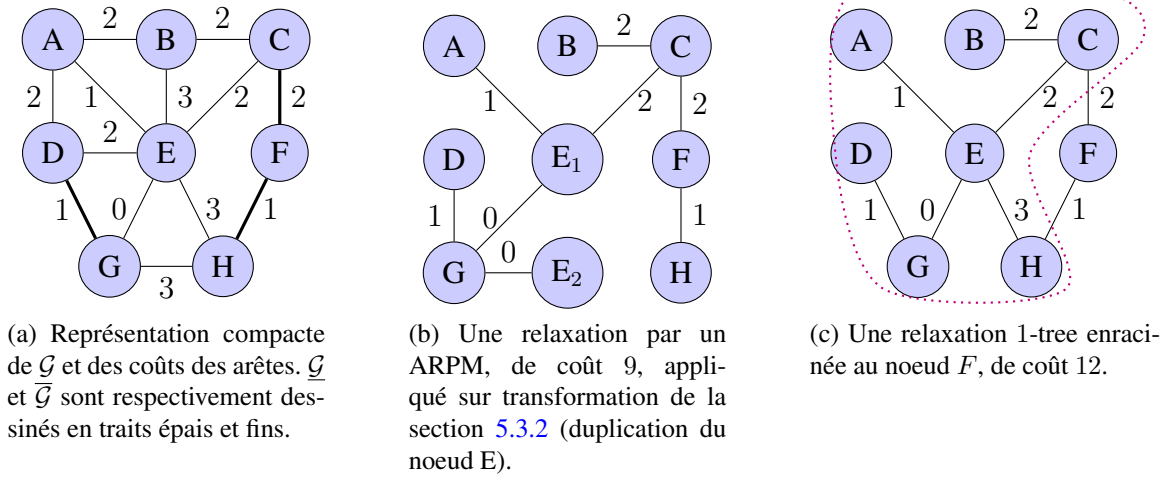 A 2 B 2 C
2 1 3 2 2
D 2 E F
1 0 3 1
G 3 H
(a) Représentation compacte
de G et des coûts des arêtes. G
et G sont respectivement des-
sinés en traits épais et fins.
A B 2 C
1 2 2
D E1 F
1 0 1
G 0 E2 H
(b) Une relaxation par un
ARPM, de coût 9, appli-
qué sur transformation de la
section 5.3.2 (duplication du
noeud E).
A B 2 C
1 2 2
D E F
1 0 3 1
G H
(c) Une relaxation 1-tree enraci-
née au noeud F, de coût 12.